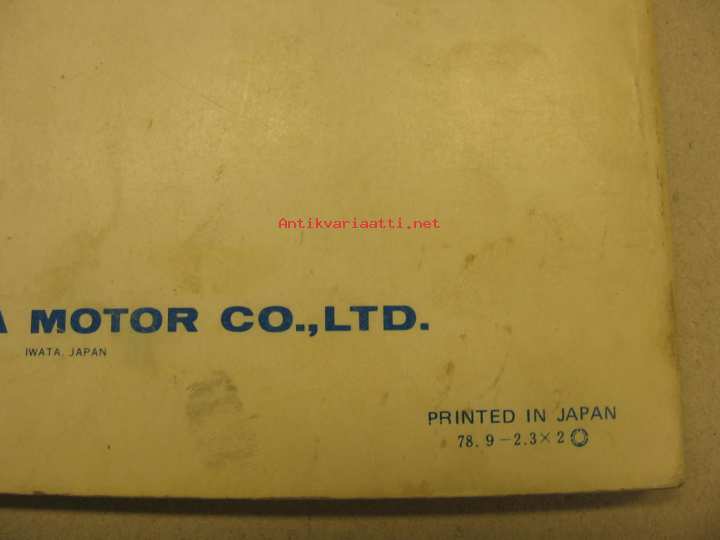 Antikvariaatti.net
A MOTOR CO.,LTD.
IWATA, JAPAN
PRINTED IN JAPAN
78. 9 - 2.3 × 2